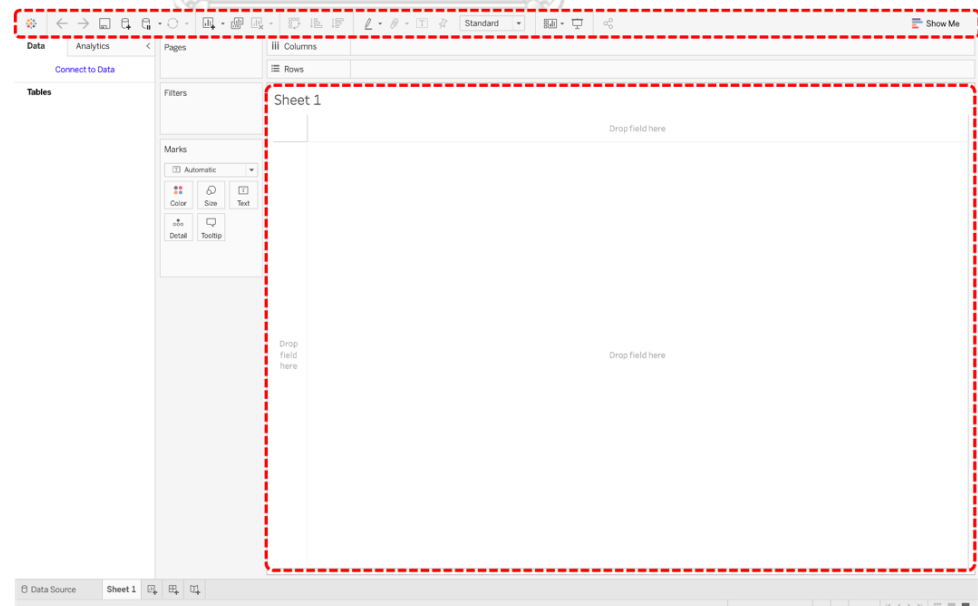 Standard
Show Me
Data
Analytics
Pages
Columns
Connect to Data
Rows
Tables
Filters
Sheet 1
Drop field here
Marks
Automatic
Color
Size
Text
Detail
Tooltip
Drop
field
here
Drop field here
Data Source
Sheet 1